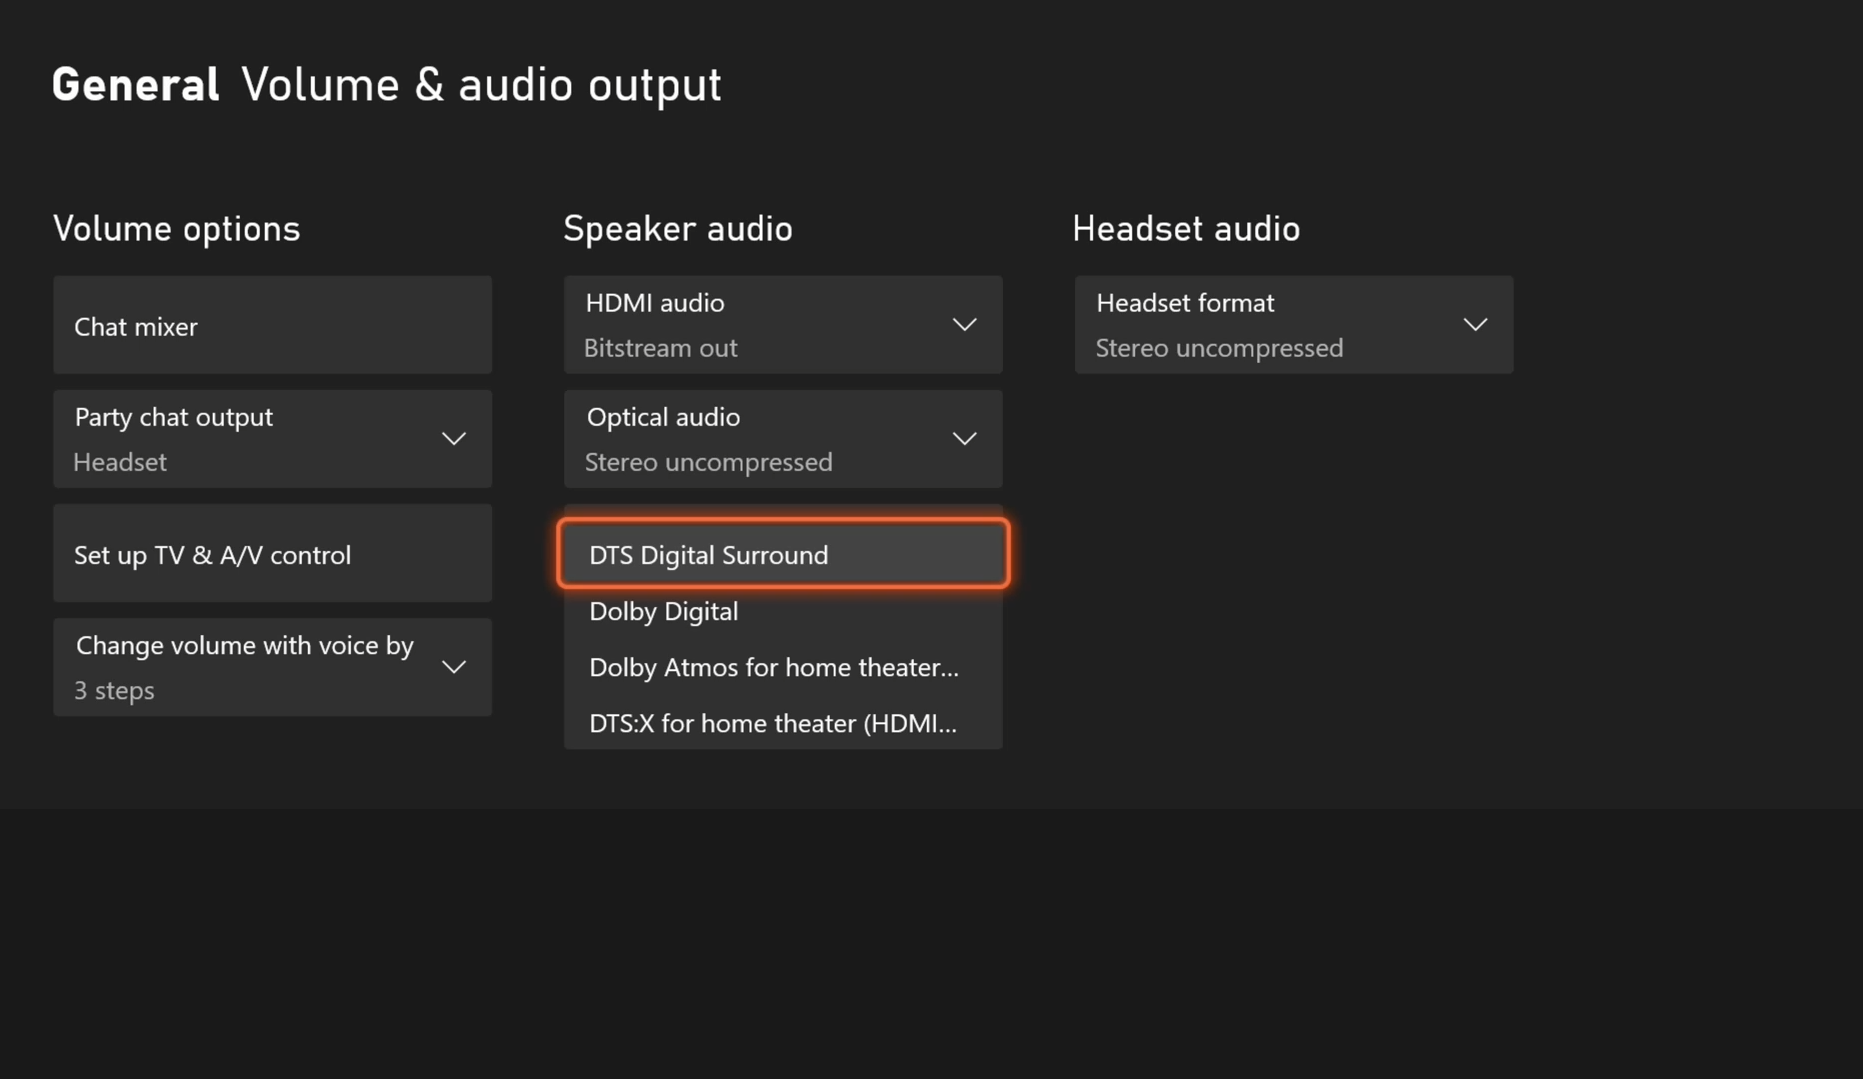 General Volume & audio output
Volume options
Chat mixer
Party chat output
Headset
Set up TV & A/V control
Change volume with voice by
3 steps
Speaker audio
HDMI audio
Bitstream out
Optical audio
Stereo uncompressed
DTS Digital Surround
Dolby Digital
Dolby Atmos for home theater...
DTS:X for home theater (HDMI...
Headset audio
Headset format
Stereo uncompressed